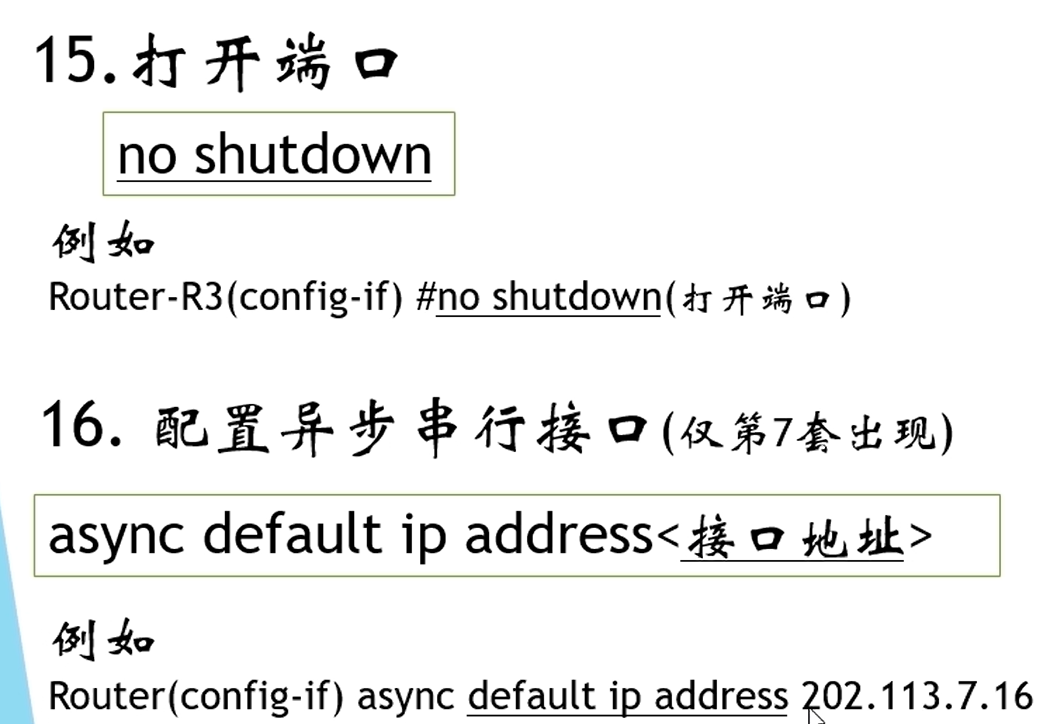 15.打开端口
no shutdown
例如
Router-R3(config-if) #no shutdown(打开端口)
16. 配置异步串行接口(仅第7套出现)
async default ip address<接口地址>
例如
Router(config-if) async default ip address 202.113.7.16